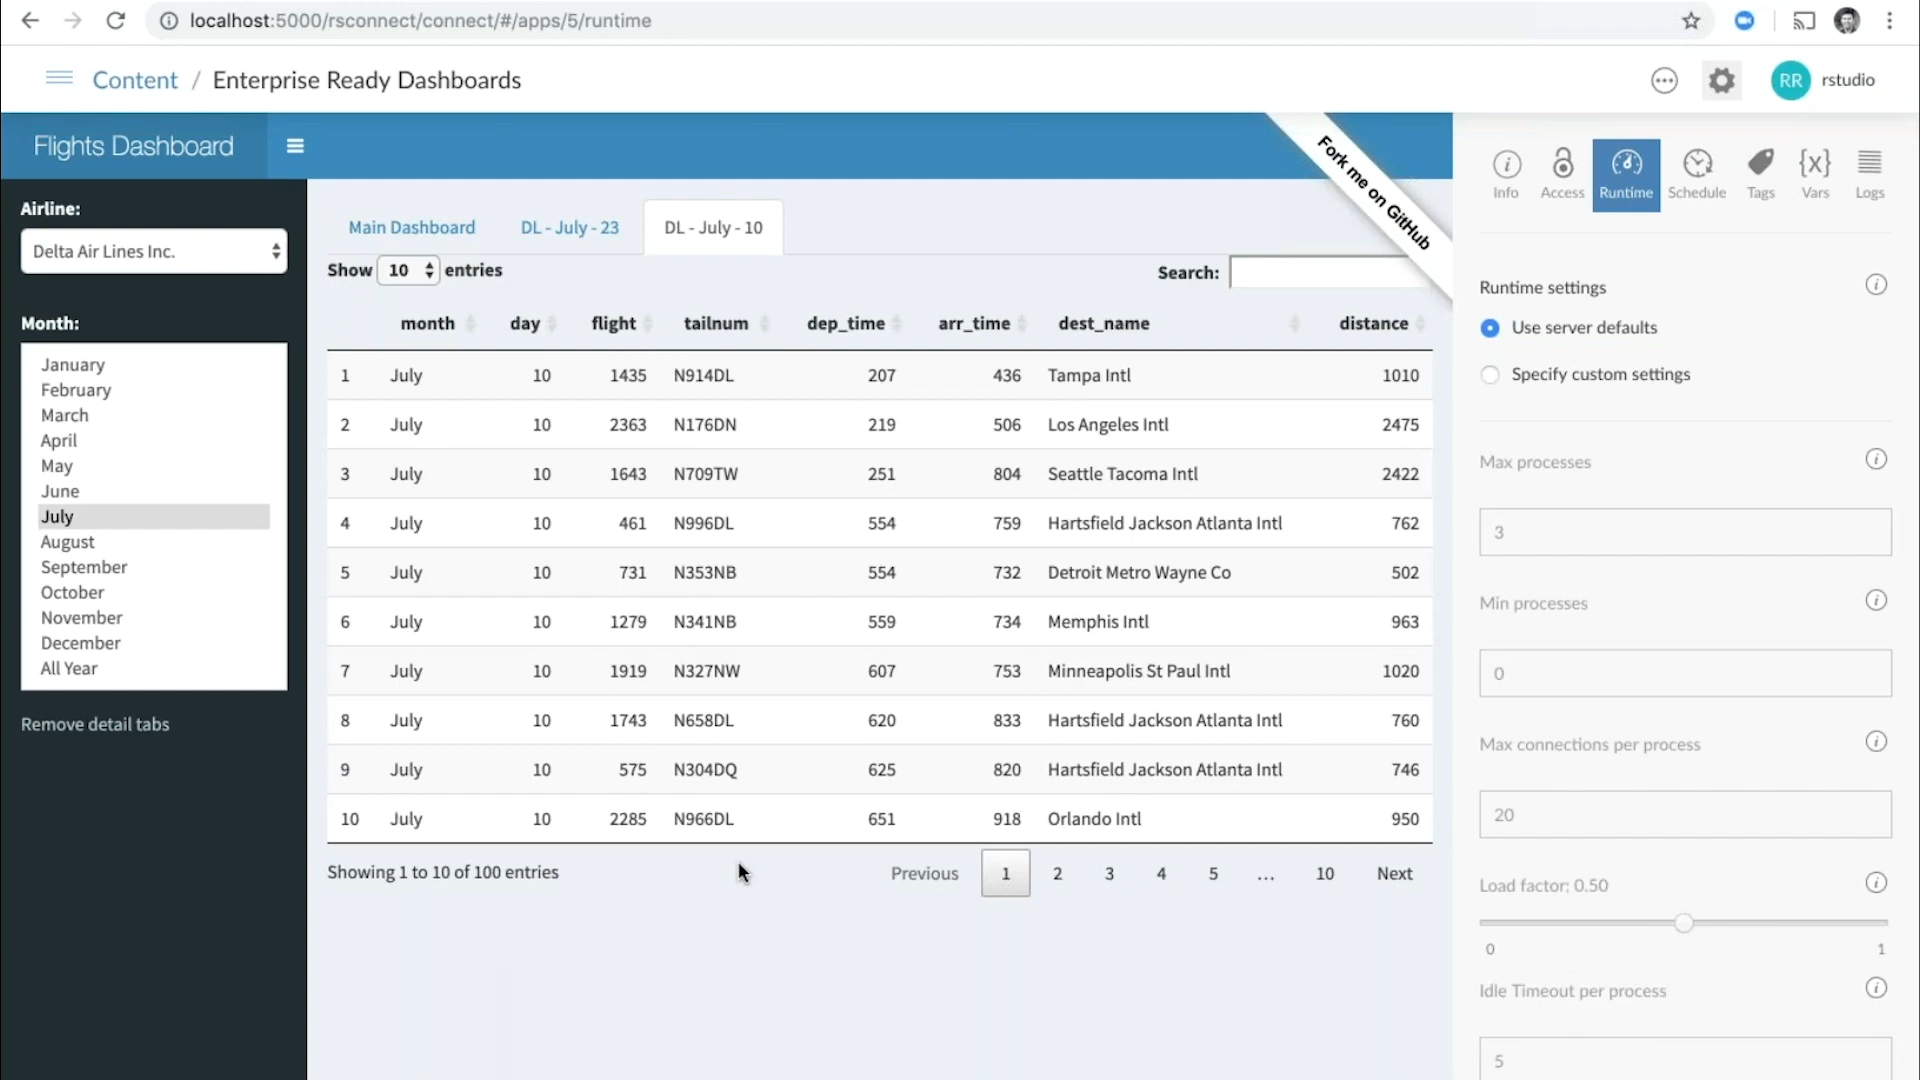 localhost:5000/rsconnect/connect/#/apps/5/runtime
Content / Enterprise Ready Dashboards
RR rstudio
Flights Dashboard
Fork me on GitHub
Airline:
Delta Air Lines Inc.
Month:
January
February
March
April
May
June
July
August
September
October
November
December
All Year
Remove detail tabs
Main Dashboard DL - July - 23 DL - July - 10
Show 10 entries Search:
month day flight tailnum dep_time arr_time dest_name distance
1 July 10 1435 N914DL 207 436 Tampa Intl 1010
2 July 10 2363 N176DN 219 506 Los Angeles Intl 2475
3 July 10 1643 N709TW 251 804 Seattle Tacoma Intl 2422
4 July 10 461 N996DL 554 759 Hartsfield Jackson Atlanta Intl 762
5 July 10 731 N353NB 554 732 Detroit Metro Wayne Co 502
6 July 10 1279 N341NB 559 734 Memphis Intl 963
7 July 10 1919 N327NW 607 753 Minneapolis St Paul Intl 1020
8 July 10 1743 N658DL 620 833 Hartsfield Jackson Atlanta Intl 760
9 July 10 575 N304DQ 625 820 Hartsfield Jackson Atlanta Intl 746
10 July 10 2285 N966DL 651 918 Orlando Intl 950
Showing 1 to 10 of 100 entries Previous 1 2 3 4 5 … 10 Next
Info Access Runtime Schedule Tags {x} Vars Logs
Runtime settings
Use server defaults
Specify custom settings
Max processes
3
Min processes
0
Max connections per process
20
Load factor: 0.50
0 1
Idle Timeout per process
5